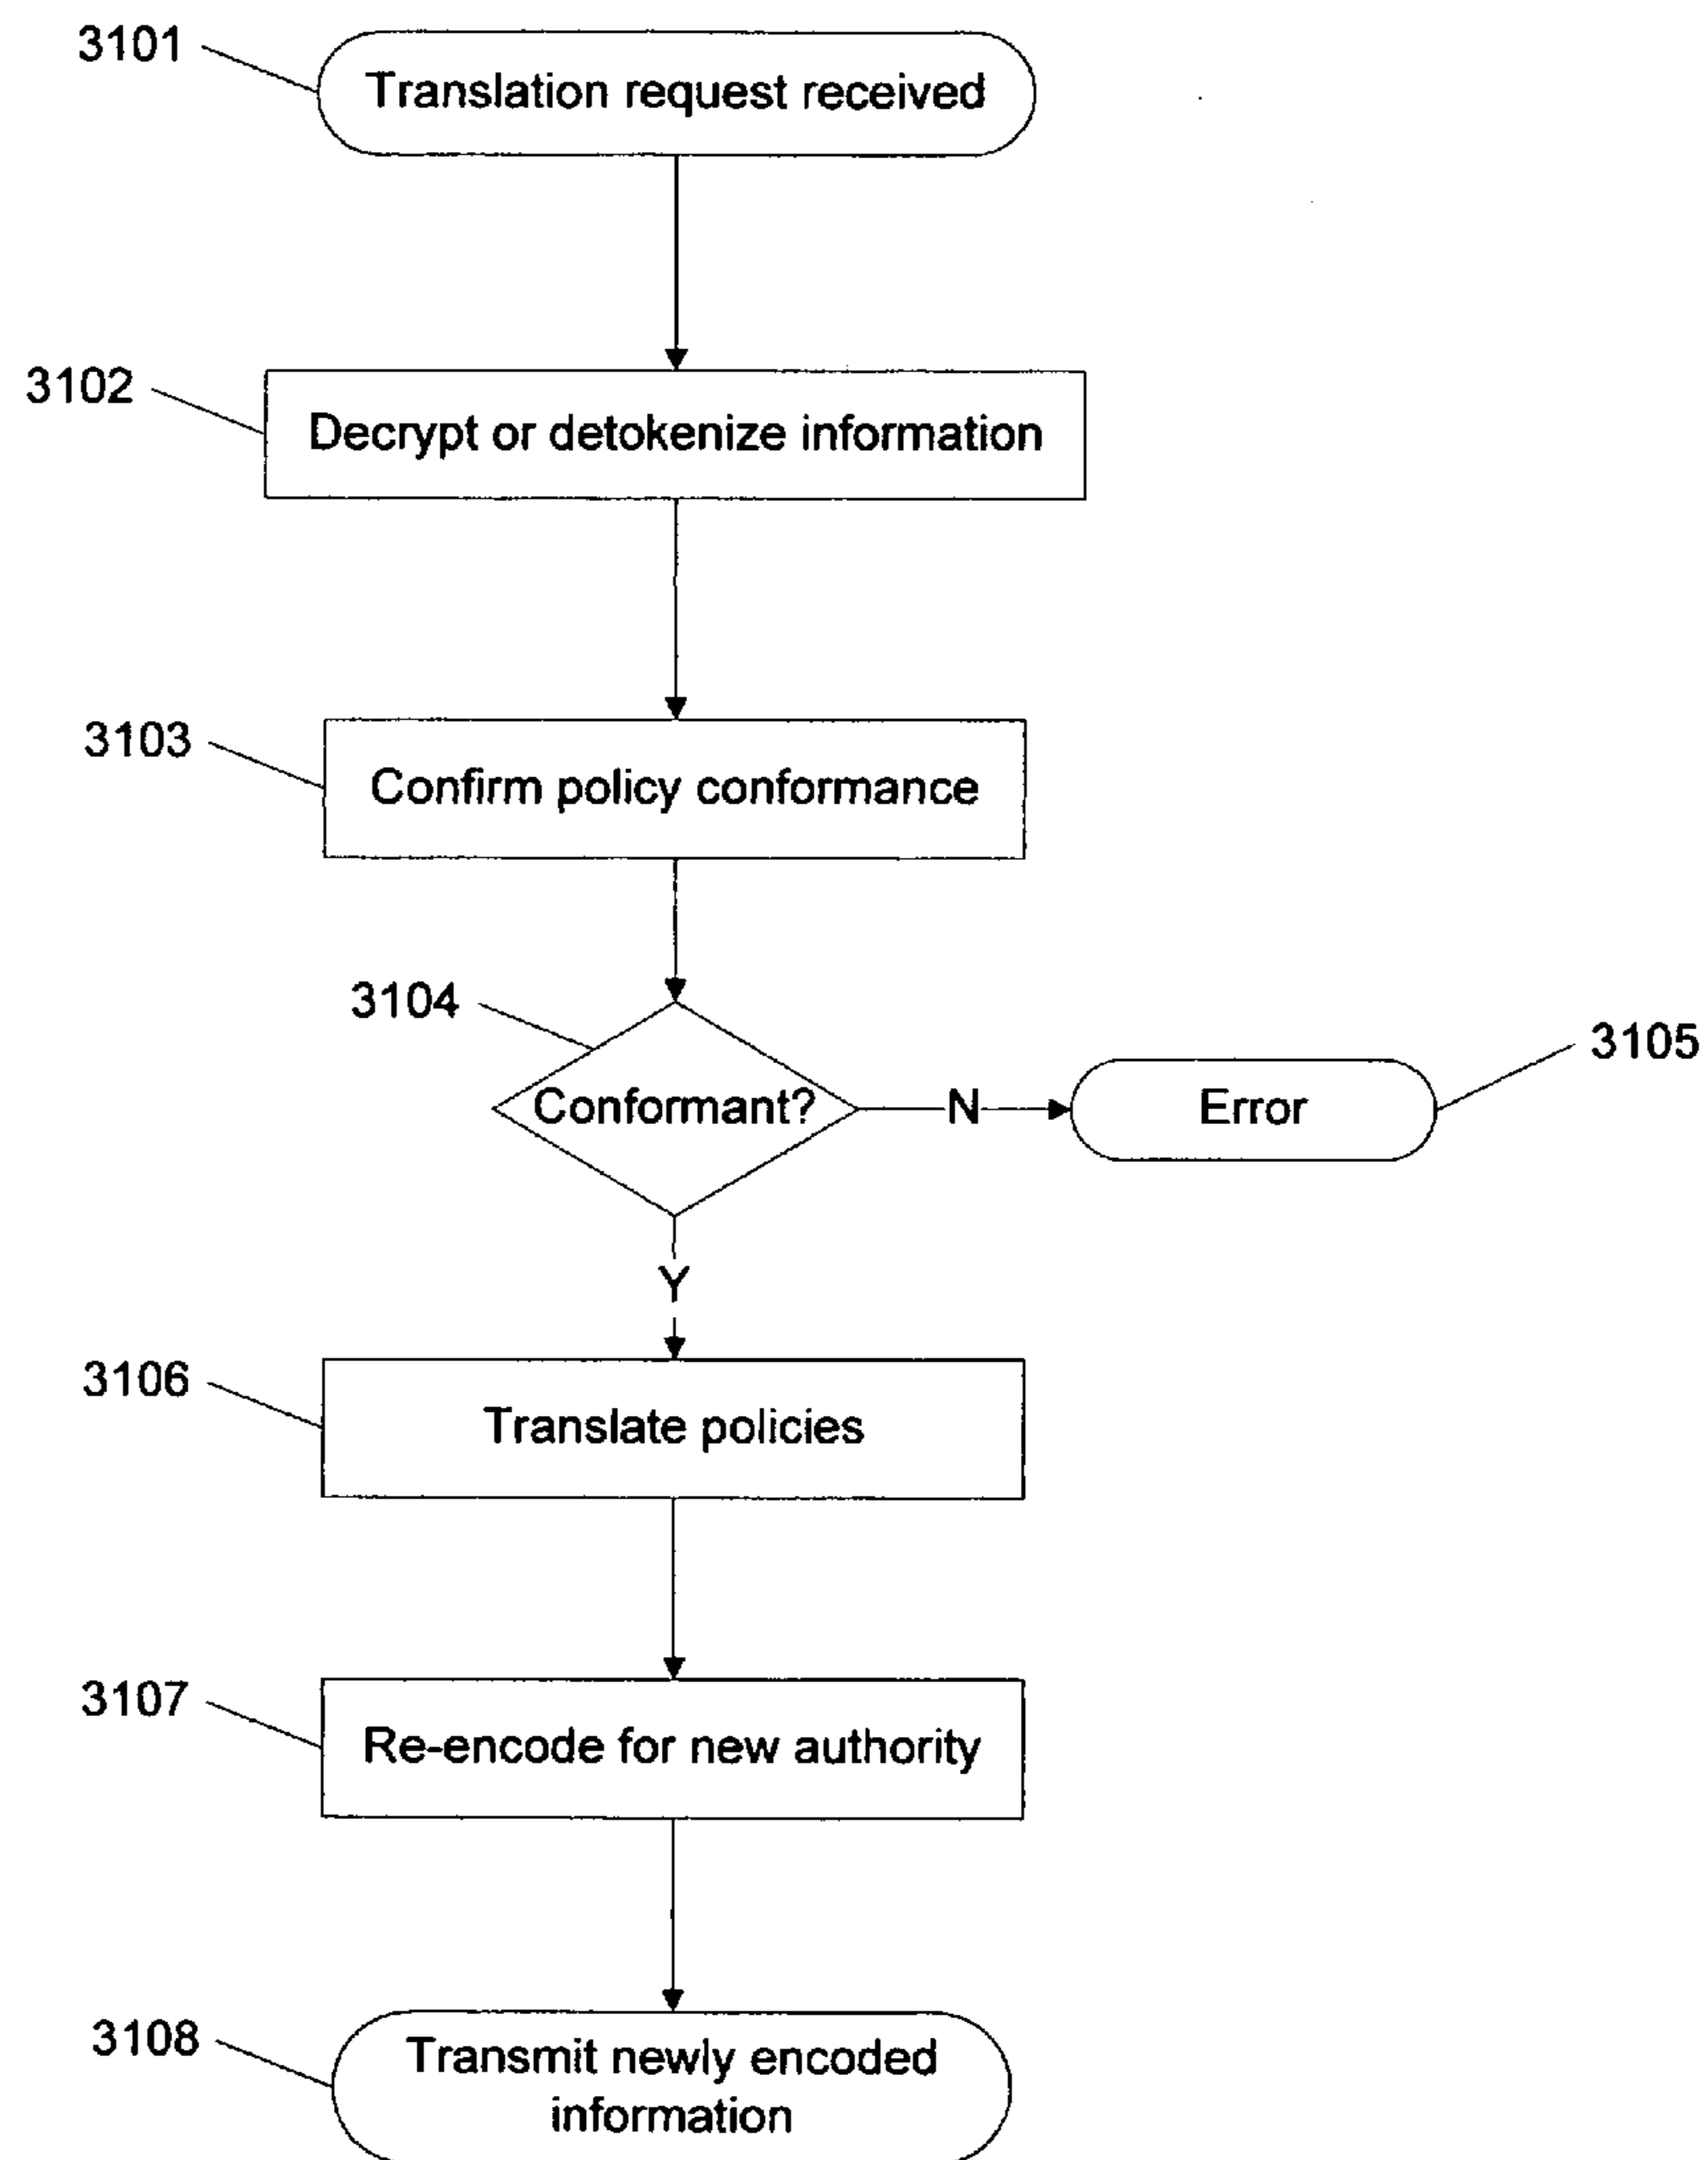 3101
Translation request received
3102
Decrypt or detokenize information
3103
Confirm policy conformance
3104
Conformant?
N
Error
3105
Y
3106
Translate policies
3107
Re-encode for new authority
3108
Transmit newly encoded
information